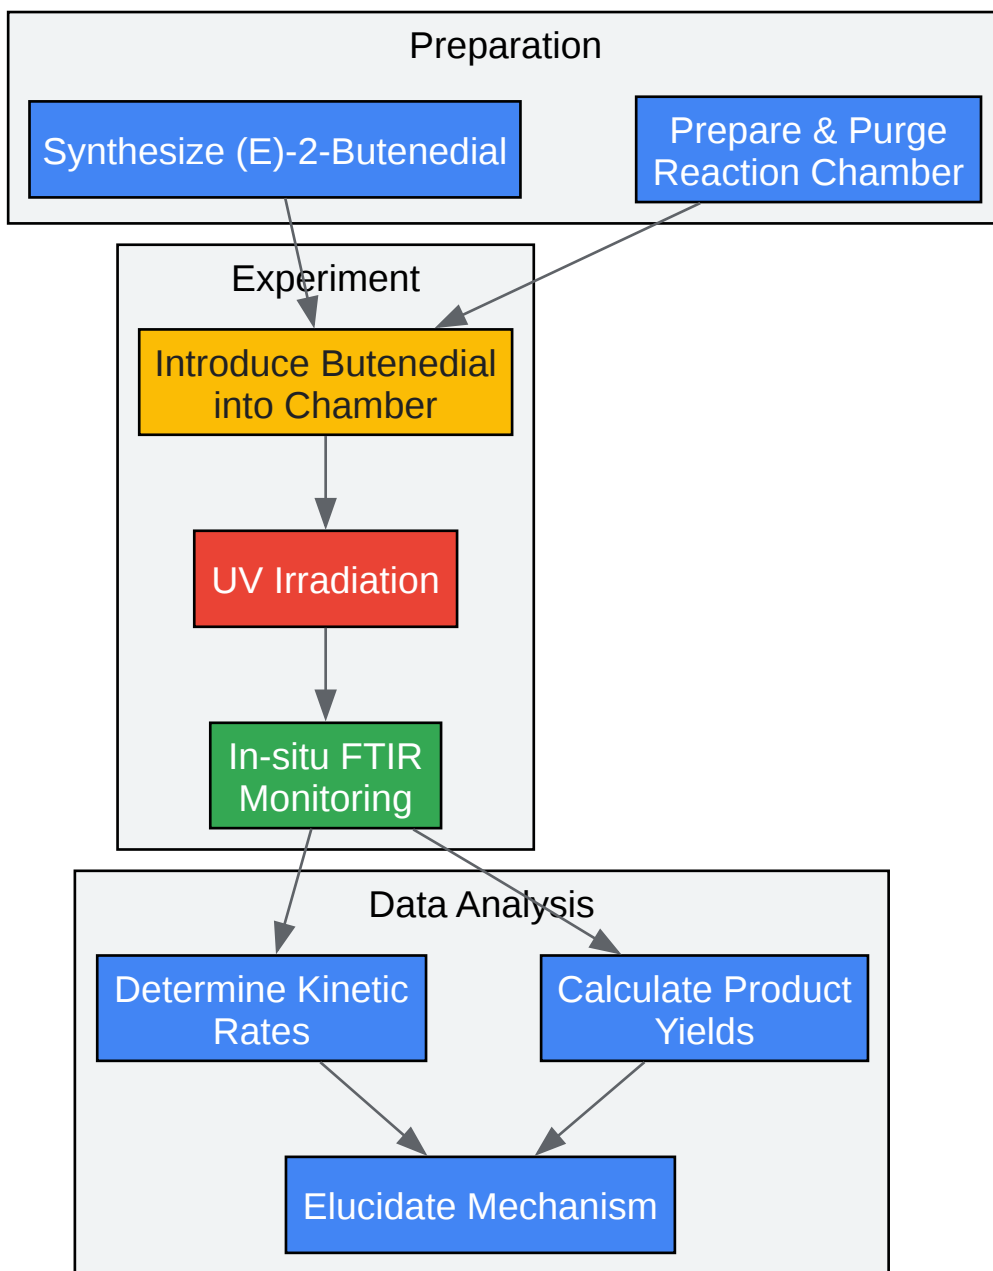 Preparation
Synthesize (E)-2-Butenedial
Prepare & Purge
Reaction Chamber
Experiment
Introduce Butenedial
into Chamber
UV Irradiation
In-situ FTIR
Monitoring
Data Analysis
Determine Kinetic
Rates
Calculate Product
Yields
Elucidate Mechanism